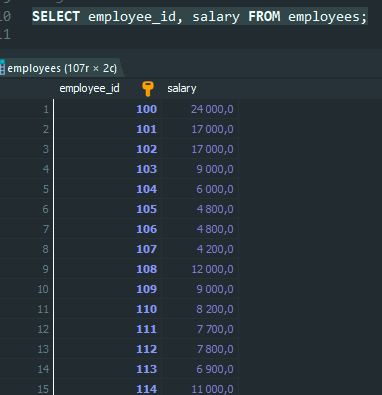 10 SELECT employee_id, salary FROM employees;
11
employees (107r × 2c)
employee_id salary
1 100 24 000,0
2 101 17 000,0
3 102 17 000,0
4 103 9 000,0
5 104 6 000,0
6 105 4 800,0
7 106 4 800,0
8 107 4 200,0
9 108 12 000,0
10 109 9 000,0
11 110 8 200,0
12 111 7 700,0
13 112 7 800,0
14 113 6 900,0
15 114 11 000,0